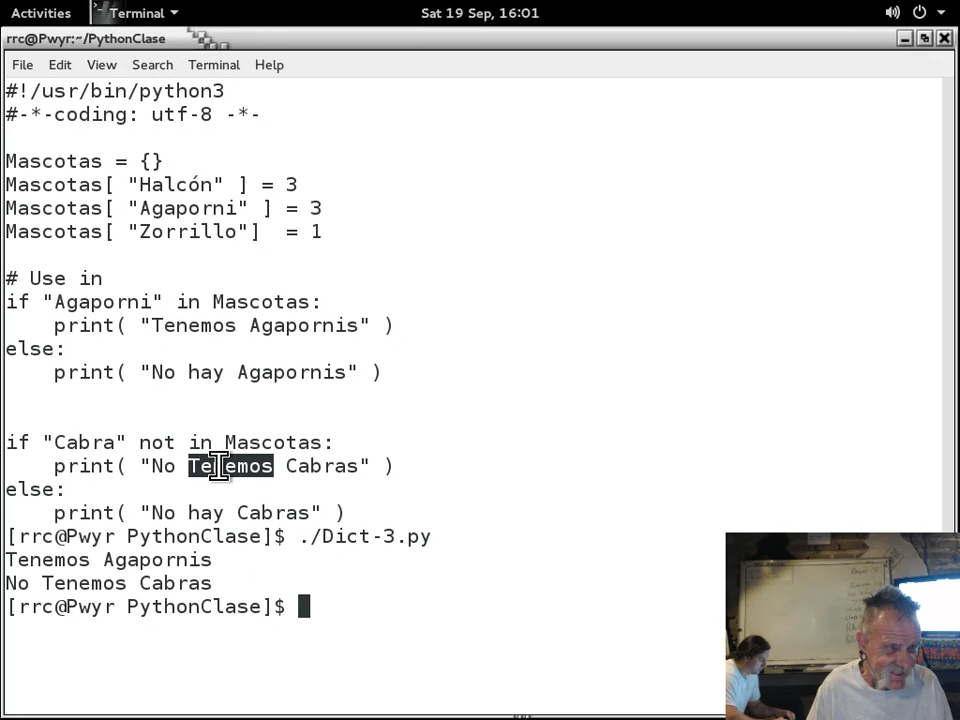 Activities
Terminal
Sat 19 Sep, 16:01
rrc@Pwyr:~/PythonClase
File Edit View Search Terminal Help
#!/usr/bin/python3
#-*-coding: utf-8 -*-
Mascotas = {}
Mascotas[ "Halcón" ] = 3
Mascotas[ "Agaporni" ] = 3
Mascotas[ "Zorrillo"]  = 1
# Use in
if "Agaporni" in Mascotas:
    print( "Tenemos Agapornis" )
else:
    print( "No hay Agapornis" )
if "Cabra" not in Mascotas:
    print( "No Tenemos Cabras" )
else:
    print( "No hay Cabras" )
[rrc@Pwyr PythonClase]$ ./Dict-3.py
Tenemos Agapornis
No Tenemos Cabras
[rrc@Pwyr PythonClase]$